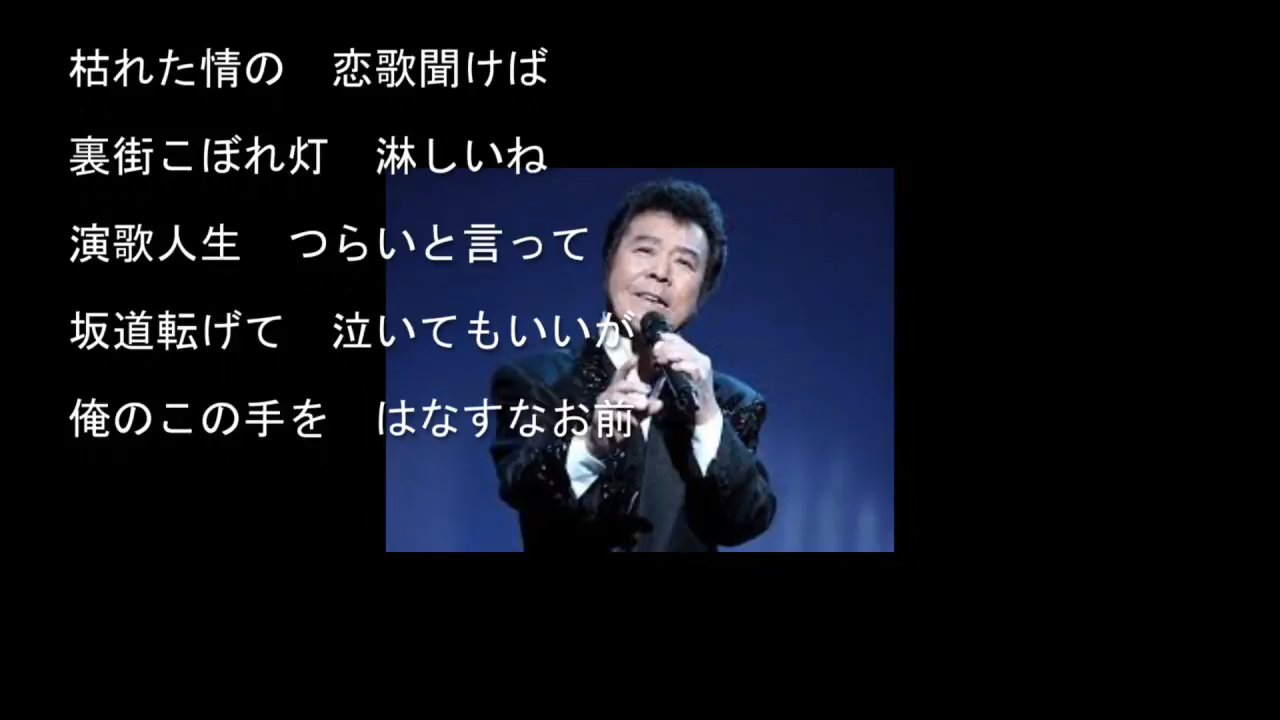 枯れた情の　恋歌聞けば
裏街こぼれ灯　淋しいね
演歌人生　つらいと言って
坂道転げて　泣いてもいいが
俺のこの手を　はなすなお前